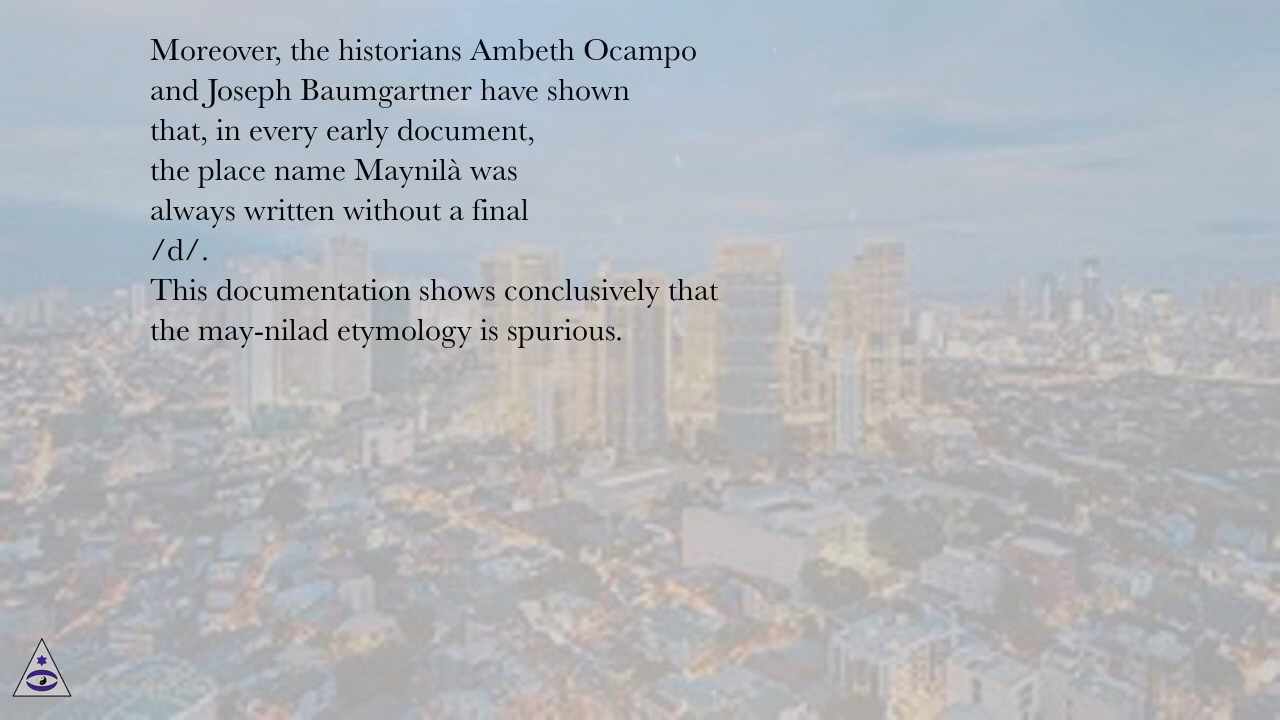 Moreover, the historians Ambeth Ocampo
and Joseph Baumgartner have shown
that, in every early document,
the place name Maynilà was
always written without a final
/d/.
This documentation shows conclusively that
the may-nilad etymology is spurious.